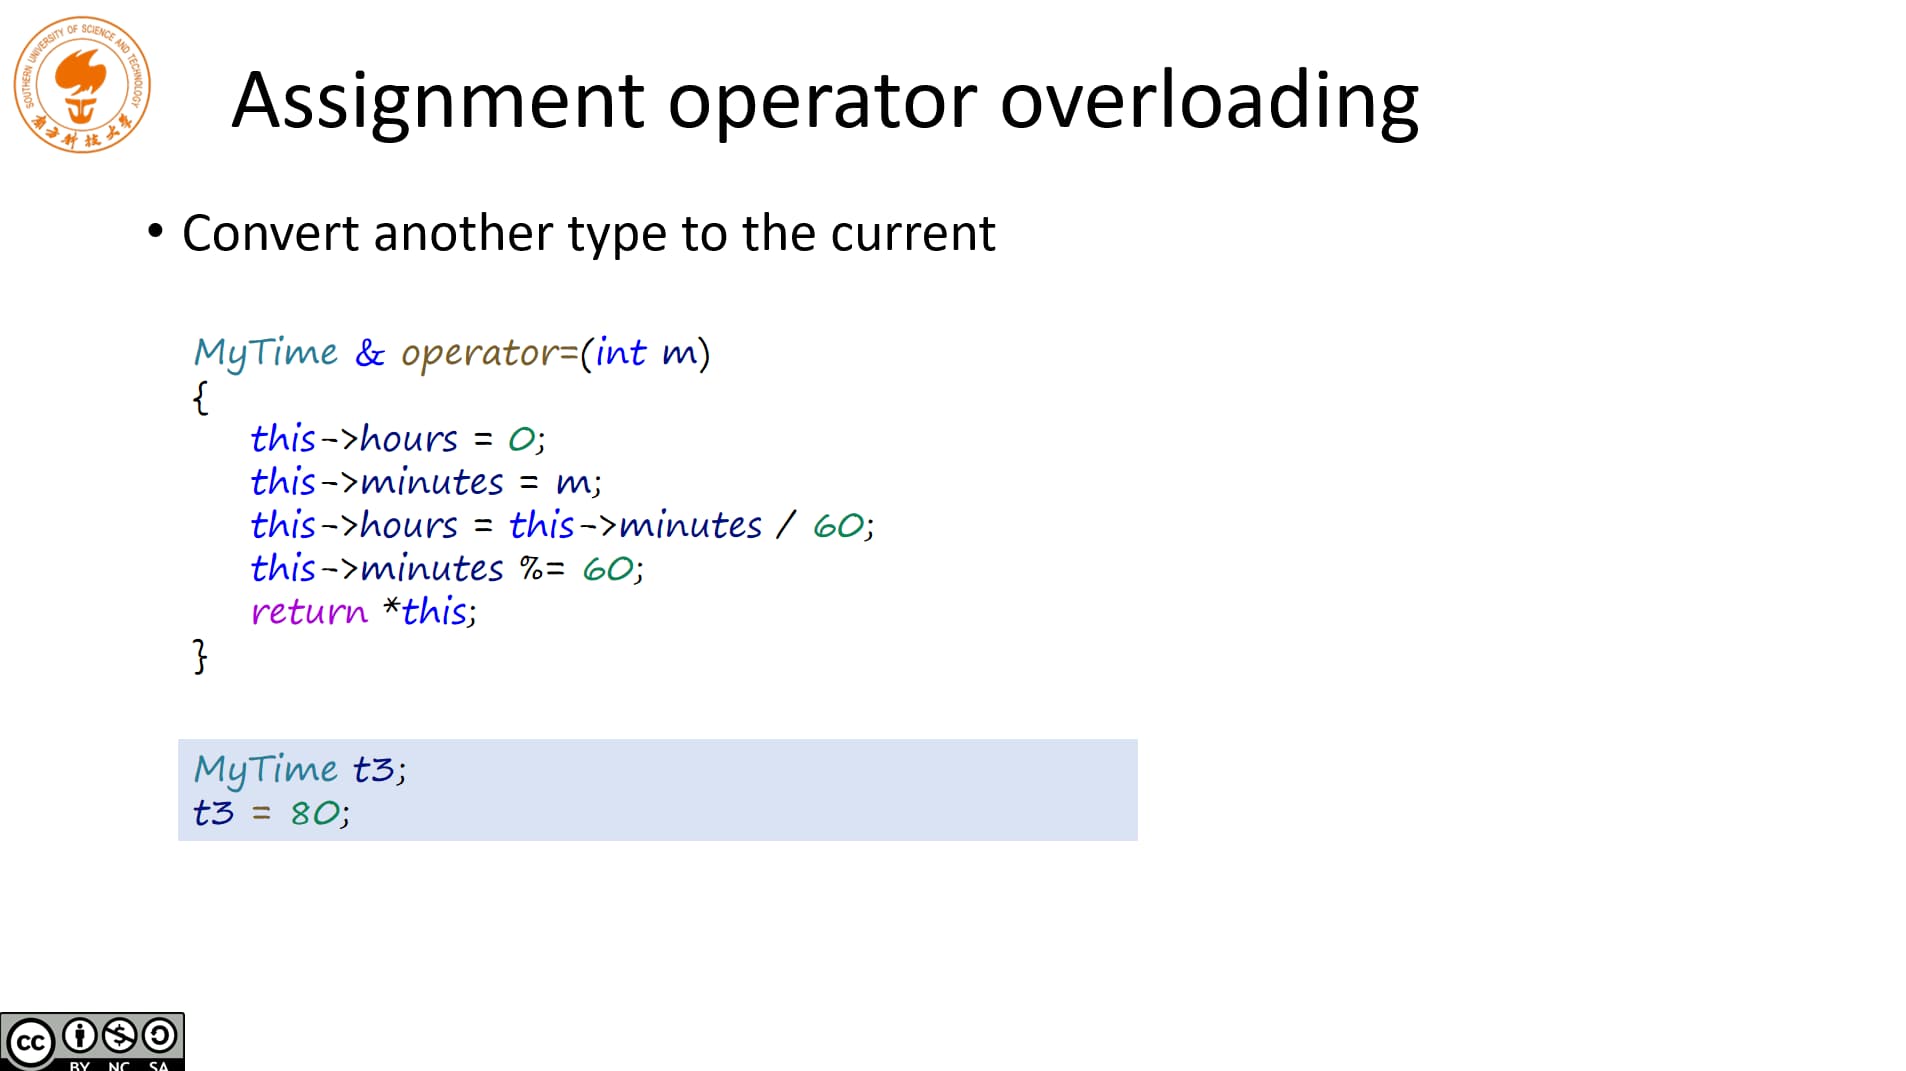 SOUTHERN UNIVERSITY OF SCIENCE AND TECHNOLOGY
南方科技大学
Assignment operator overloading
• Convert another type to the current
MyTime & operator=(int m)
{
this->hours = 0;
this->minutes = m;
this->hours = this->minutes / 60;
this->minutes %= 60;
return *this;
}
MyTime t3;
t3 = 80;
cc
BY NC SA